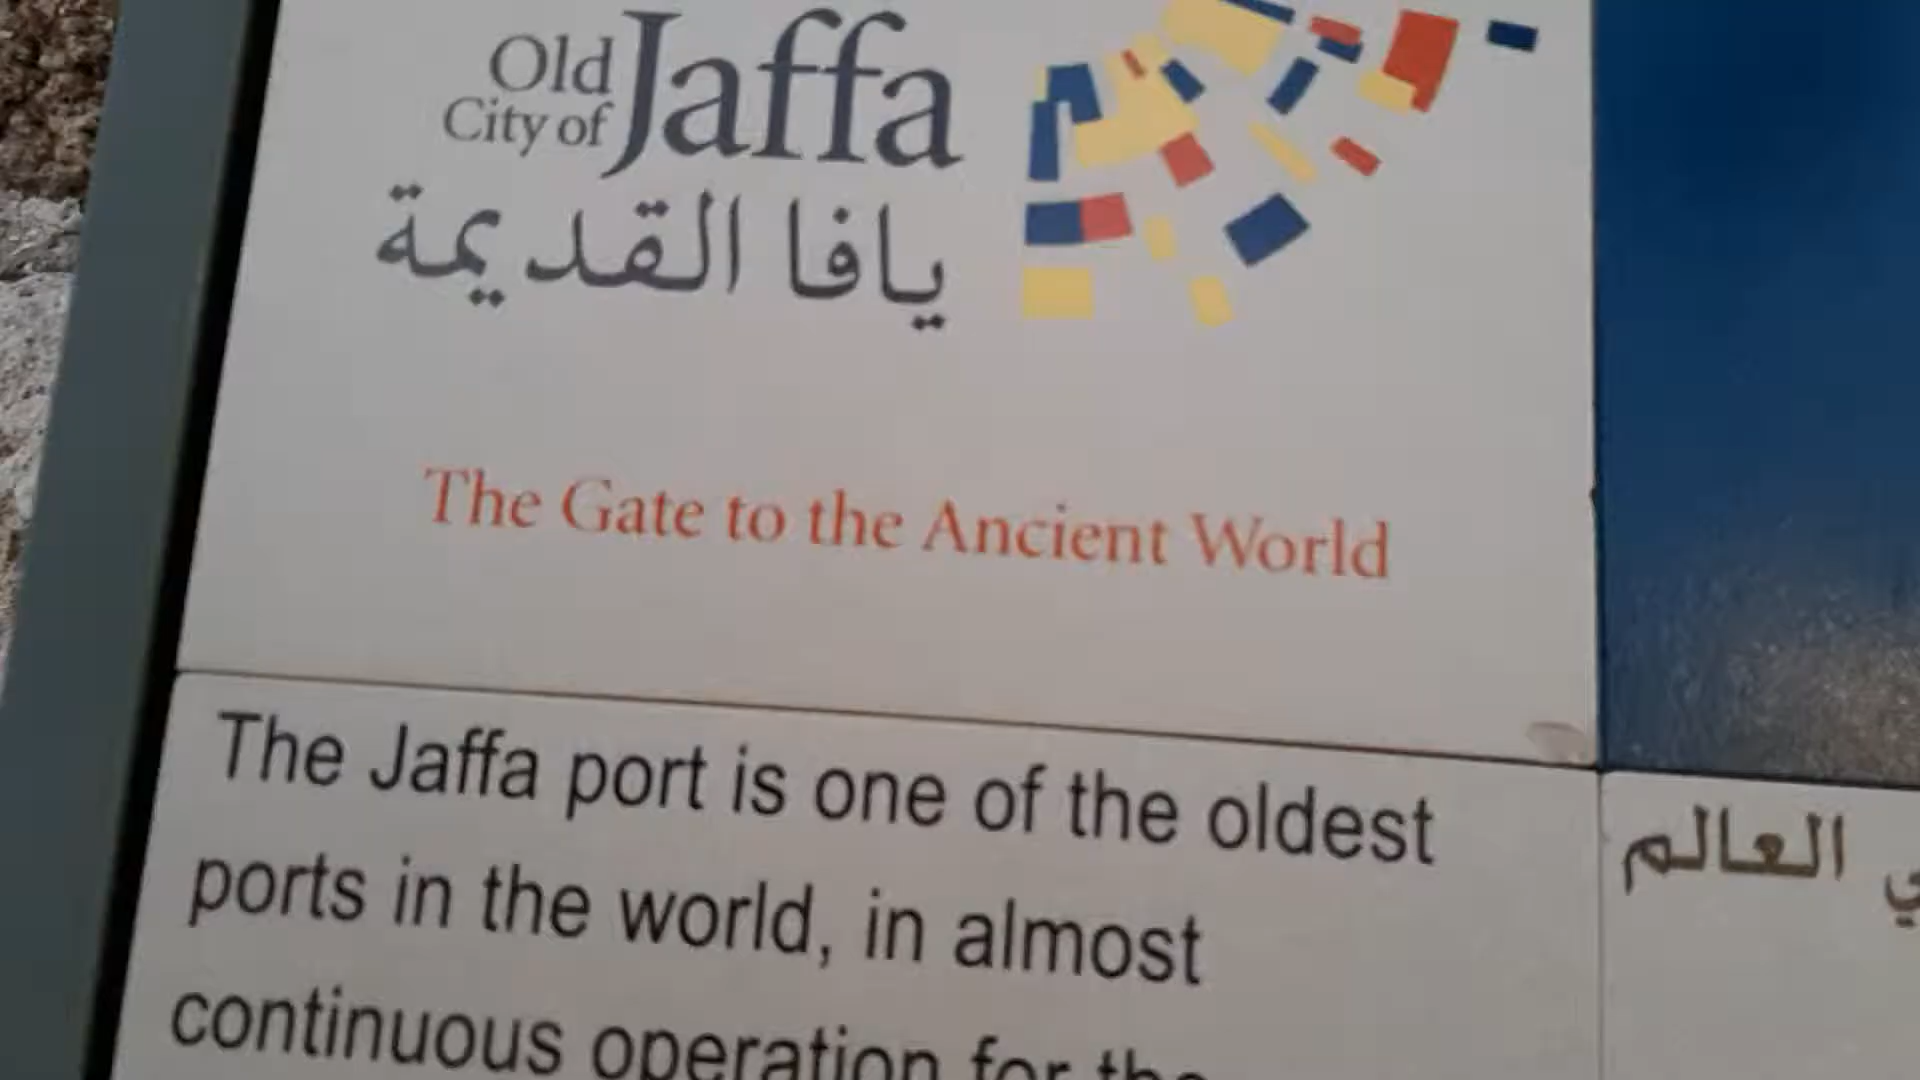 Old
City of Jaffa
يافا القديمة
The Gate to the Ancient World
The Jaffa port is one of the oldest
ports in the world, in almost
continuous operation for the
العالم